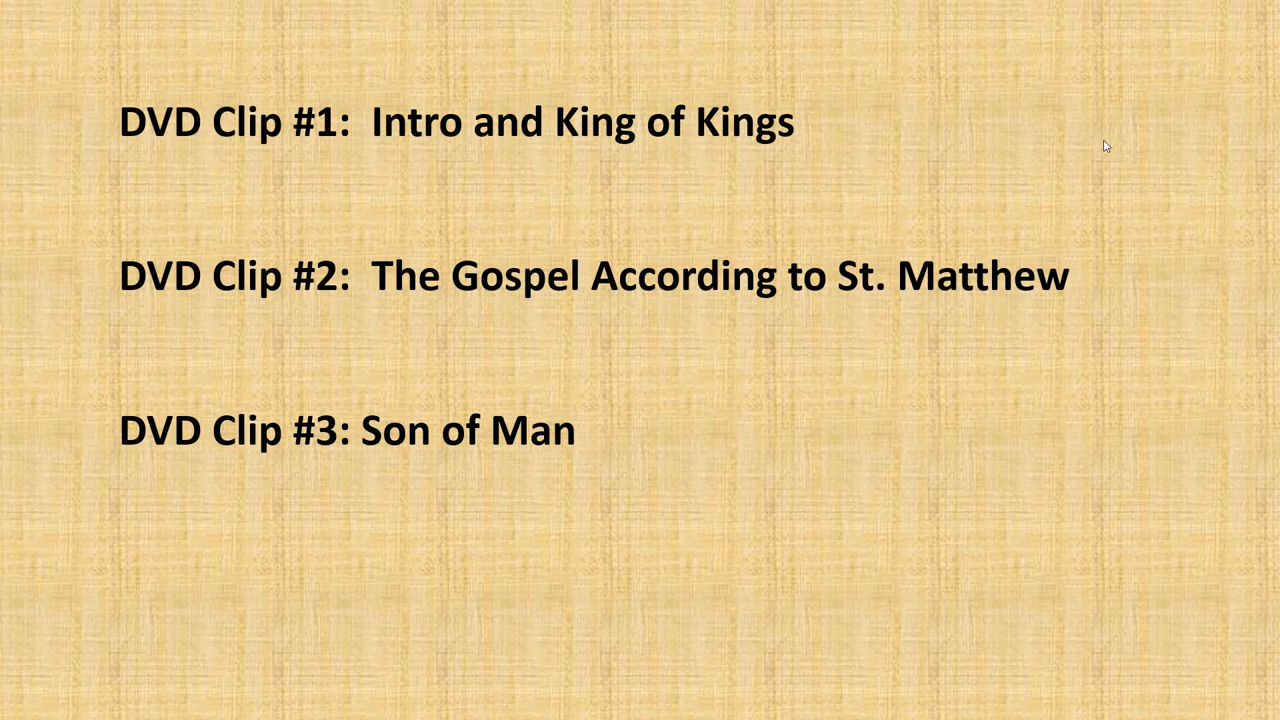 DVD Clip #1:  Intro and King of Kings
DVD Clip #2:  The Gospel According to St. Matthew
DVD Clip #3: Son of Man